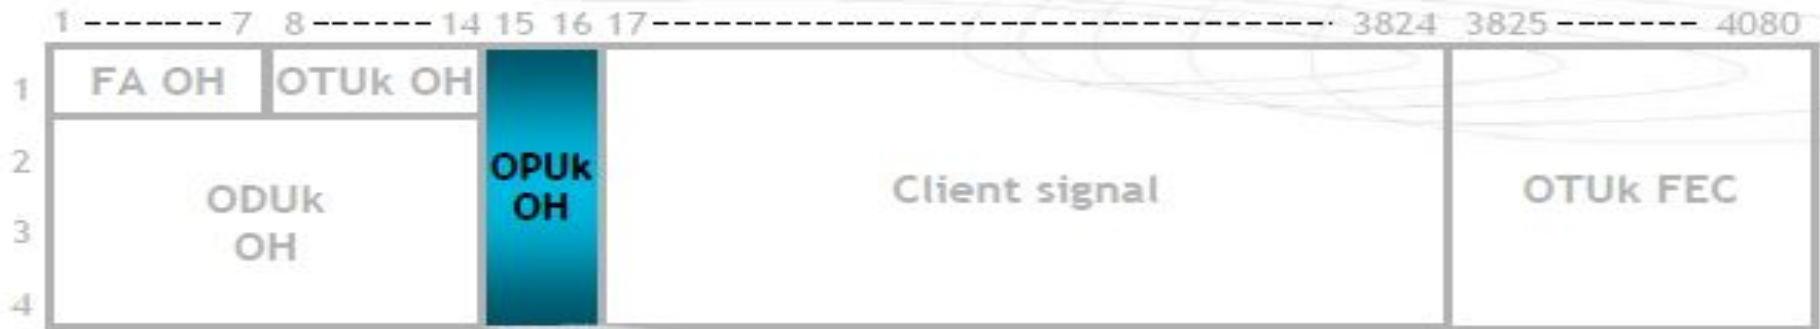 1 ------- 7 8 ------ 14 15 16 17 ------------------------------------ 3824 3825 ------- 4080
1 FA OH OTUk OH
2
ODUk
OH
OPUk
OH
Client signal
OTUk FEC
3
4